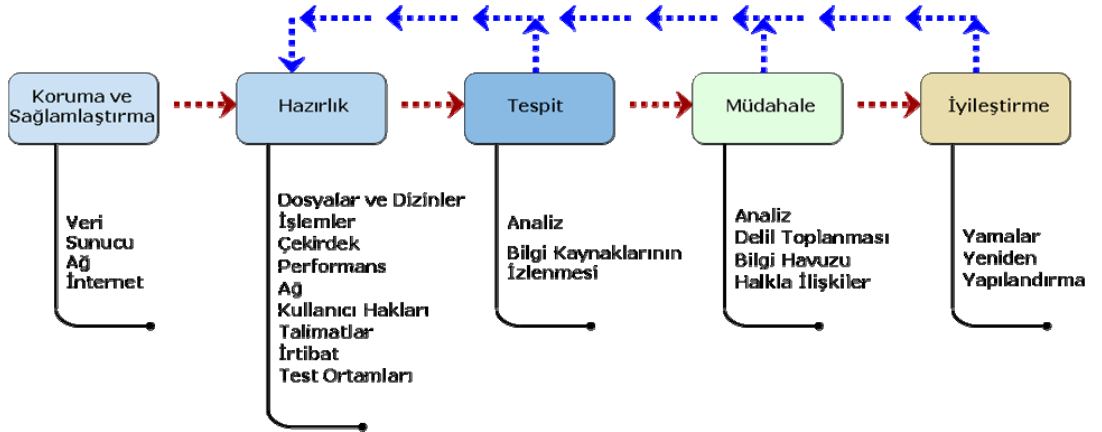 Koruma ve
Sağlamlaştırma
Hazırlık
Tespit
Müdahale
İyileştirme
Veri
Sunucu
Ağ
İnternet
Dosyalar ve Dizinler
İşlemler
Çekirdek
Performans
Ağ
Kullanıcı Hakları
Talimatlar
İrtibat
Test Ortamları
Analiz
Bilgi Kaynaklarının
İzlenmesi
Analiz
Delil Toplanması
Bilgi Havuzu
Halkla İlişkiler
Yamalar
Yeniden
Yapılandırma